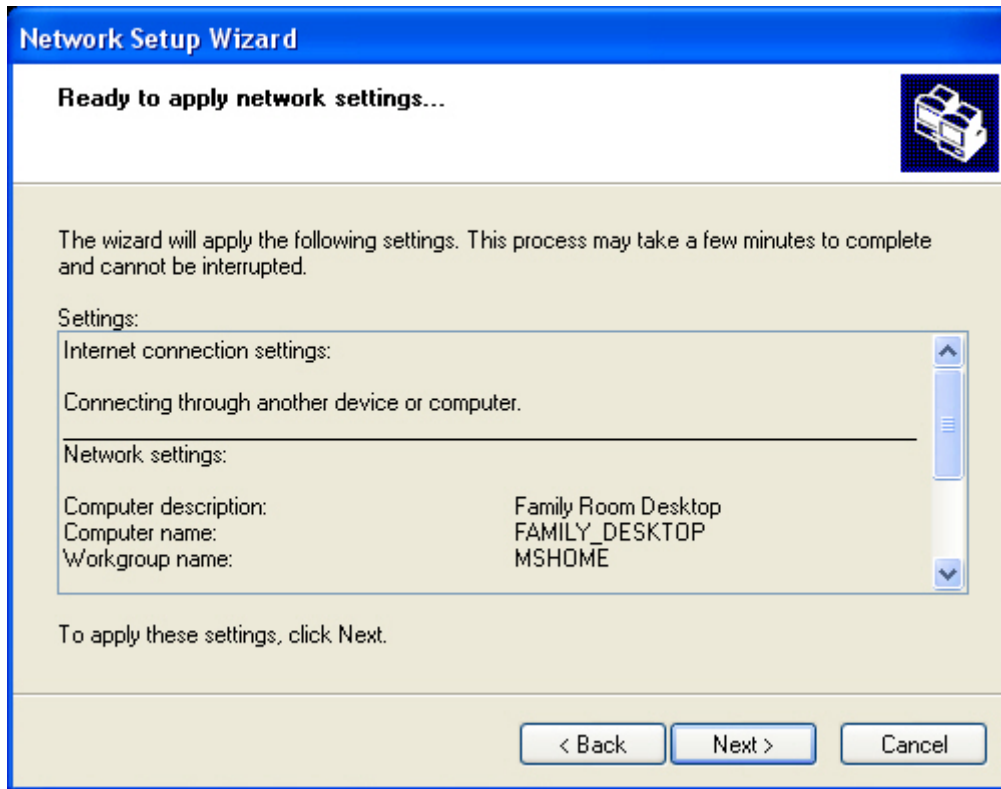 Network Setup Wizard
Ready to apply network settings...
The wizard will apply the following settings. This process may take a few minutes to complete
and cannot be interrupted.
Settings:
Internet connection settings:
Connecting through another device or computer.
Network settings:
Computer description: Family Room Desktop
Computer name: FAMILY_DESKTOP
Workgroup name: MSHOME
To apply these settings, click Next.
< Back Next > Cancel